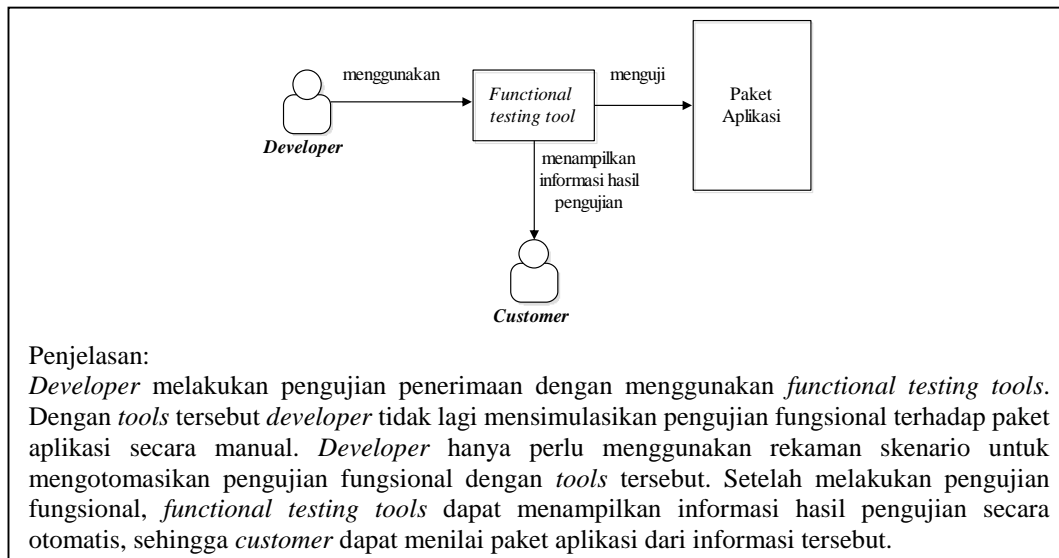 menggunakan
menguji
Functional
testing tool
Paket
Aplikasi
Developer
menampilkan
informasi hasil
pengujian
Customer
Penjelasan:
Developer melakukan pengujian penerimaan dengan menggunakan functional testing tools.
Dengan tools tersebut developer tidak lagi mensimulasikan pengujian fungsional terhadap paket
aplikasi secara manual. Developer hanya perlu menggunakan rekaman skenario untuk
mengotomasikan pengujian fungsional dengan tools tersebut. Setelah melakukan pengujian
fungsional, functional testing tools dapat menampilkan informasi hasil pengujian secara
otomatis, sehingga customer dapat menilai paket aplikasi dari informasi tersebut.